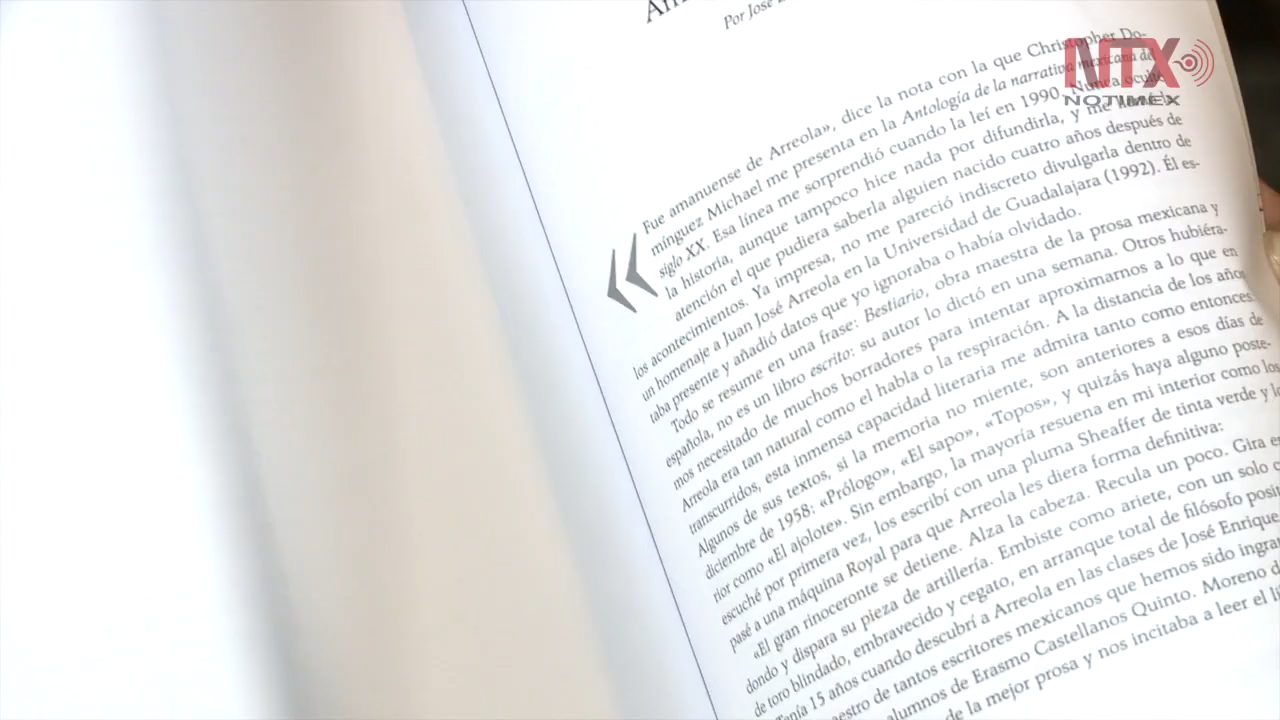 Por José
Fue amanuense de Arreola», dice la nota con la que Christopher Do-
mínguez Michael me presenta en la Antología de la narrativa mexicana del
siglo XX. Esa línea me sorprendió cuando la leí en 1990. Nunca oculté
la historia, aunque tampoco hice nada por difundirla, y me llamó la
atención el que pudiera saberla alguien nacido cuatro años después de
los acontecimientos. Ya impresa, no me pareció indiscreto divulgarla dentro de
un homenaje a Juan José Arreola en la Universidad de Guadalajara (1992). Él es-
taba presente y añadió datos que yo ignoraba o había olvidado.
Todo se resume en una frase: Bestiario, obra maestra de la prosa mexicana y
española, no es un libro escrito: su autor lo dictó en una semana. Otros hubiéra-
mos necesitado de muchos borradores para intentar aproximarnos a lo que en
Arreola era tan natural como el habla o la respiración. A la distancia de los años
transcurridos, esta inmensa capacidad literaria me admira tanto como entonces.
Algunos de sus textos, si la memoria no miente, son anteriores a esos días de
diciembre de 1958: «Prólogo», «El sapo», «Topos», y quizás haya alguno poste-
rior como «El ajolote». Sin embargo, la mayoría resuena en mi interior como los
escuché por primera vez, los escribí con una pluma Sheaffer de tinta verde y
pasé a una máquina Royal para que Arreola les diera forma definitiva:
«El gran rinoceronte se detiene. Alza la cabeza. Recula un poco. Gira
dondo y dispara su pieza de artillería. Embiste como ariete, con un solo
de toro blindado, embravecido y cegato, en arranque total de filósofo
Tenía 15 años cuando descubrí a Arreola en las clases de José Enrique
de tantos escritores mexicanos que hemos sido
alumnos de Erasmo Castellanos Quinto. Moreno
de la mejor prosa y nos incitaba a leer el
NTX
NOTIMEX